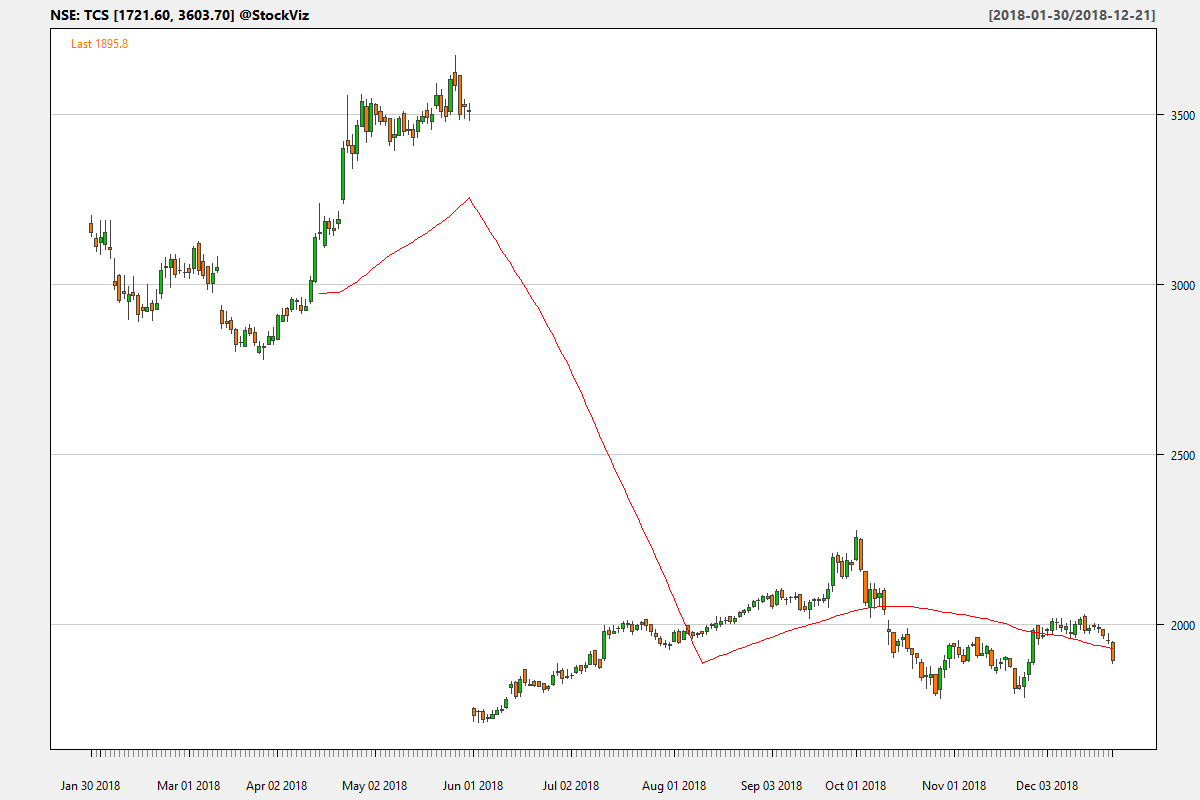 NSE: TCS [1721.60, 3603.70] @StockViz
[2018-01-30/2018-12-21]
Last 1895.8
3500
3000
2500
2000
Jan 30 2018 Mar 01 2018 Apr 02 2018 May 02 2018 Jun 01 2018 Jul 02 2018 Aug 01 2018 Sep 03 2018 Oct 01 2018 Nov 01 2018 Dec 03 2018